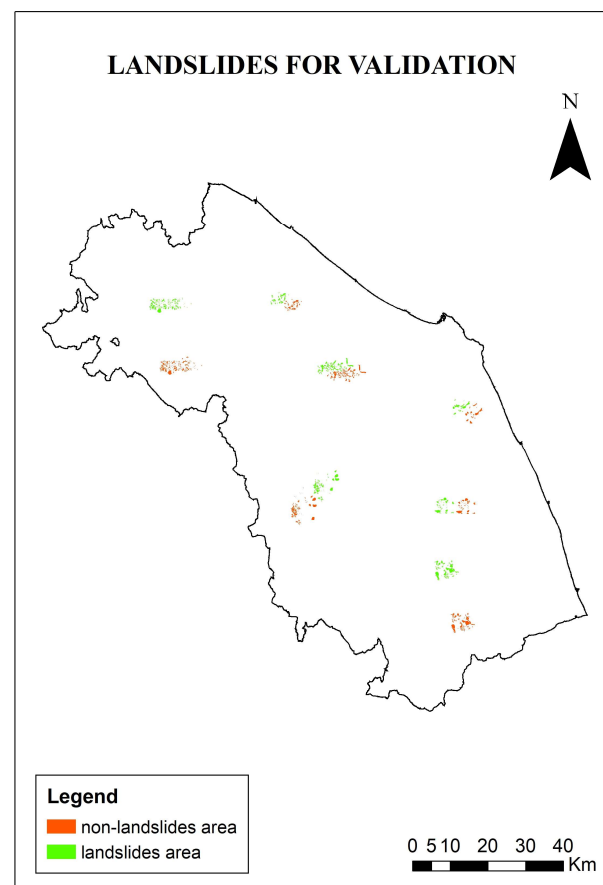 LANDSLIDES FOR VALIDATION
N
Legend
non-landslides area
landslides area
0 5 10 20 30 40
Km